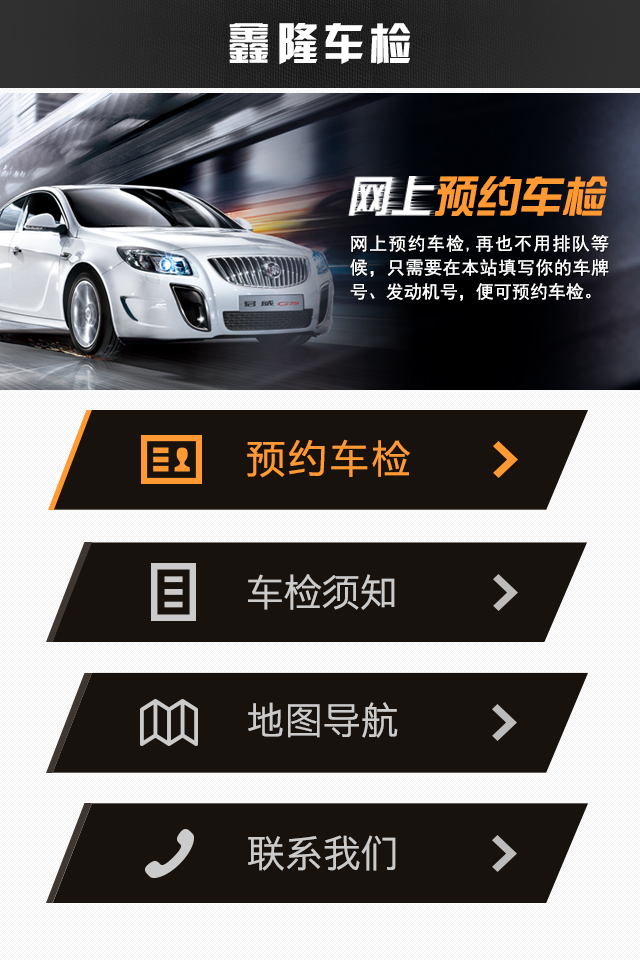 鑫隆车检
网上预约车检
网上预约车检,再也不用排队等
候，只需要在本站填写你的车牌
号、发动机号，便可预约车检。
君威 GS
预约车检
车检须知
地图导航
联系我们